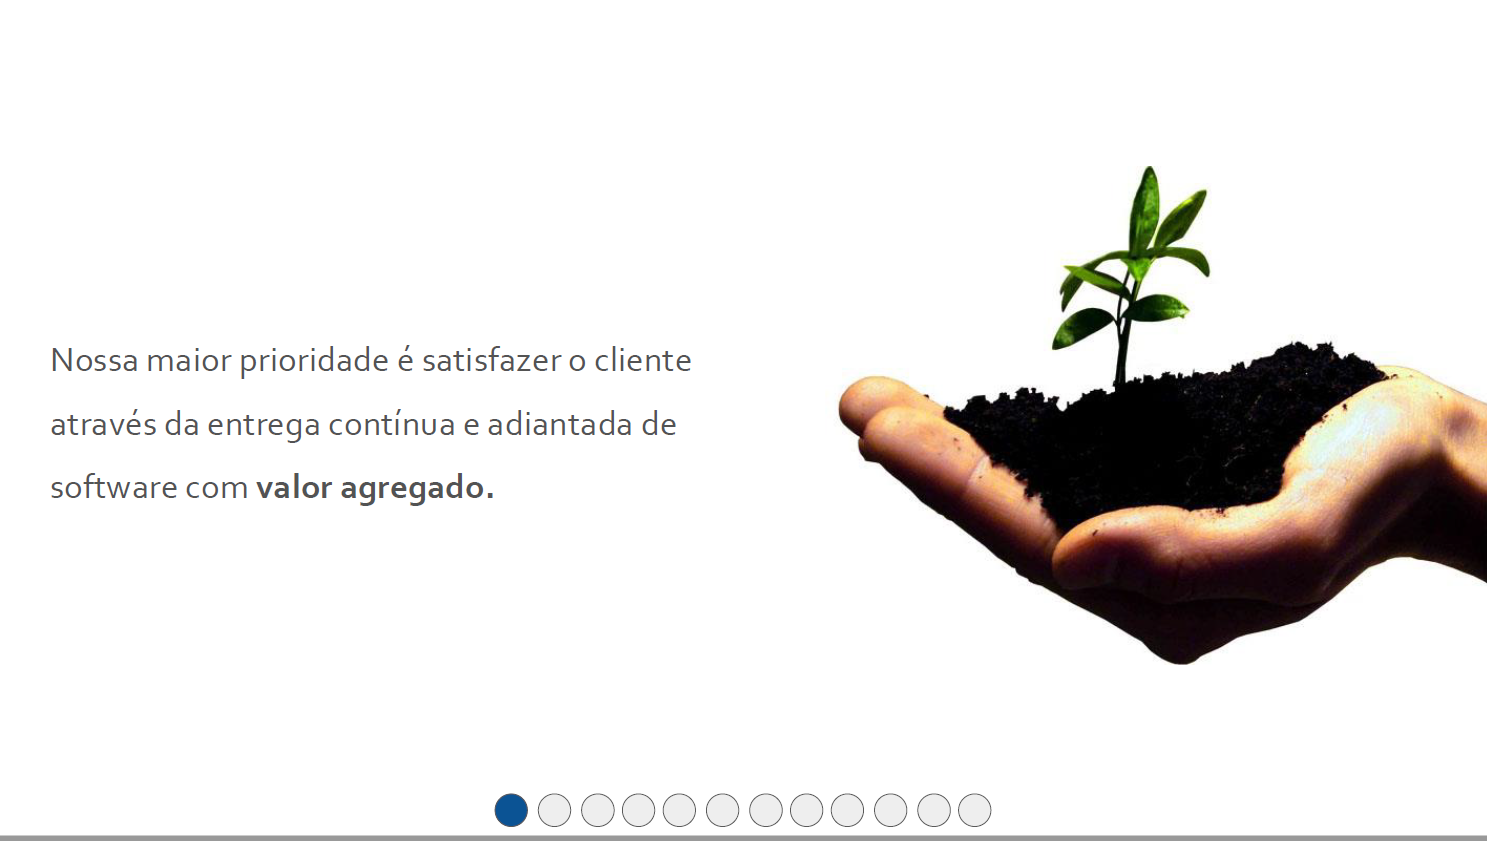 Nossa maior prioridade é satisfazer o cliente
através da entrega contínua e adiantada de
software com valor agregado.